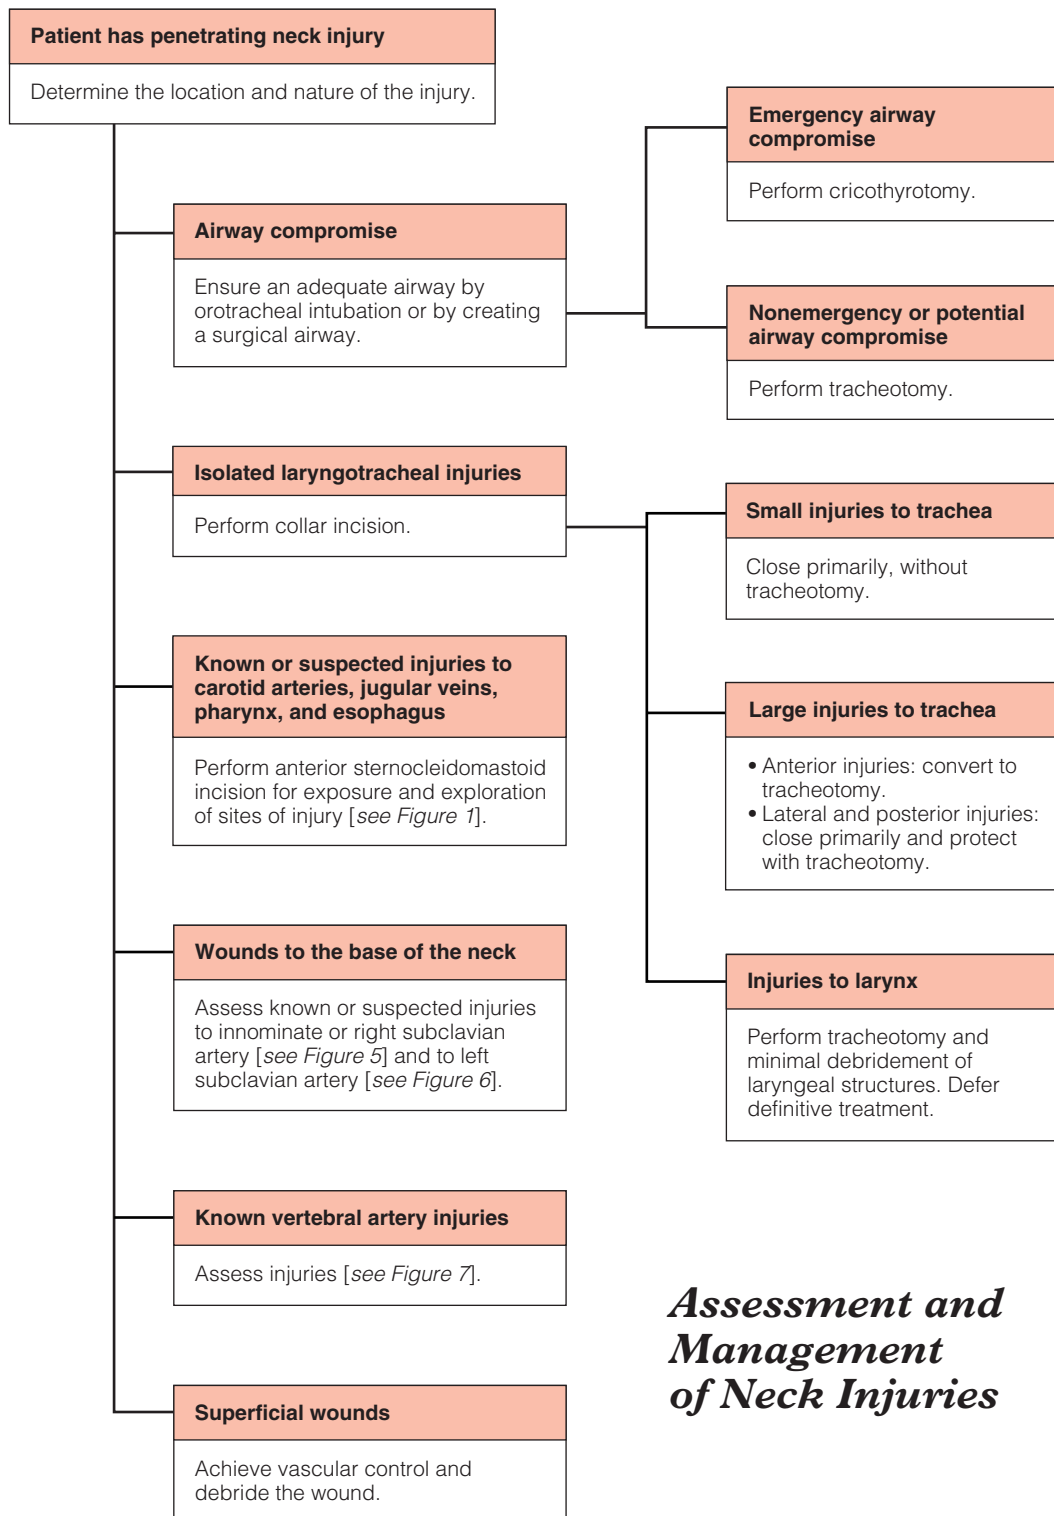 Patient has penetrating neck injury
Determine the location and nature of the injury.
Airway compromise
Ensure an adequate airway by
orotracheal intubation or by creating
a surgical airway.
Emergency airway
compromise
Perform cricothyrotomy.
Nonemergency or potential
airway compromise
Perform tracheotomy.
Isolated laryngotracheal injuries
Perform collar incision.
Small injuries to trachea
Close primarily, without
tracheotomy.
Large injuries to trachea
• Anterior injuries: convert to
tracheotomy.
• Lateral and posterior injuries:
close primarily and protect
with tracheotomy.
Injuries to larynx
Perform tracheotomy and
minimal debridement of
laryngeal structures. Defer
definitive treatment.
Known or suspected injuries to
carotid arteries, jugular veins,
pharynx, and esophagus
Perform anterior sternocleidomastoid
incision for exposure and exploration
of sites of injury [see Figure 1].
Wounds to the base of the neck
Assess known or suspected injuries
to innominate or right subclavian
artery [see Figure 5] and to left
subclavian artery [see Figure 6].
Known vertebral artery injuries
Assess injuries [see Figure 7].
Superficial wounds
Achieve vascular control and
debride the wound.
Assessment and
Management
of Neck Injuries